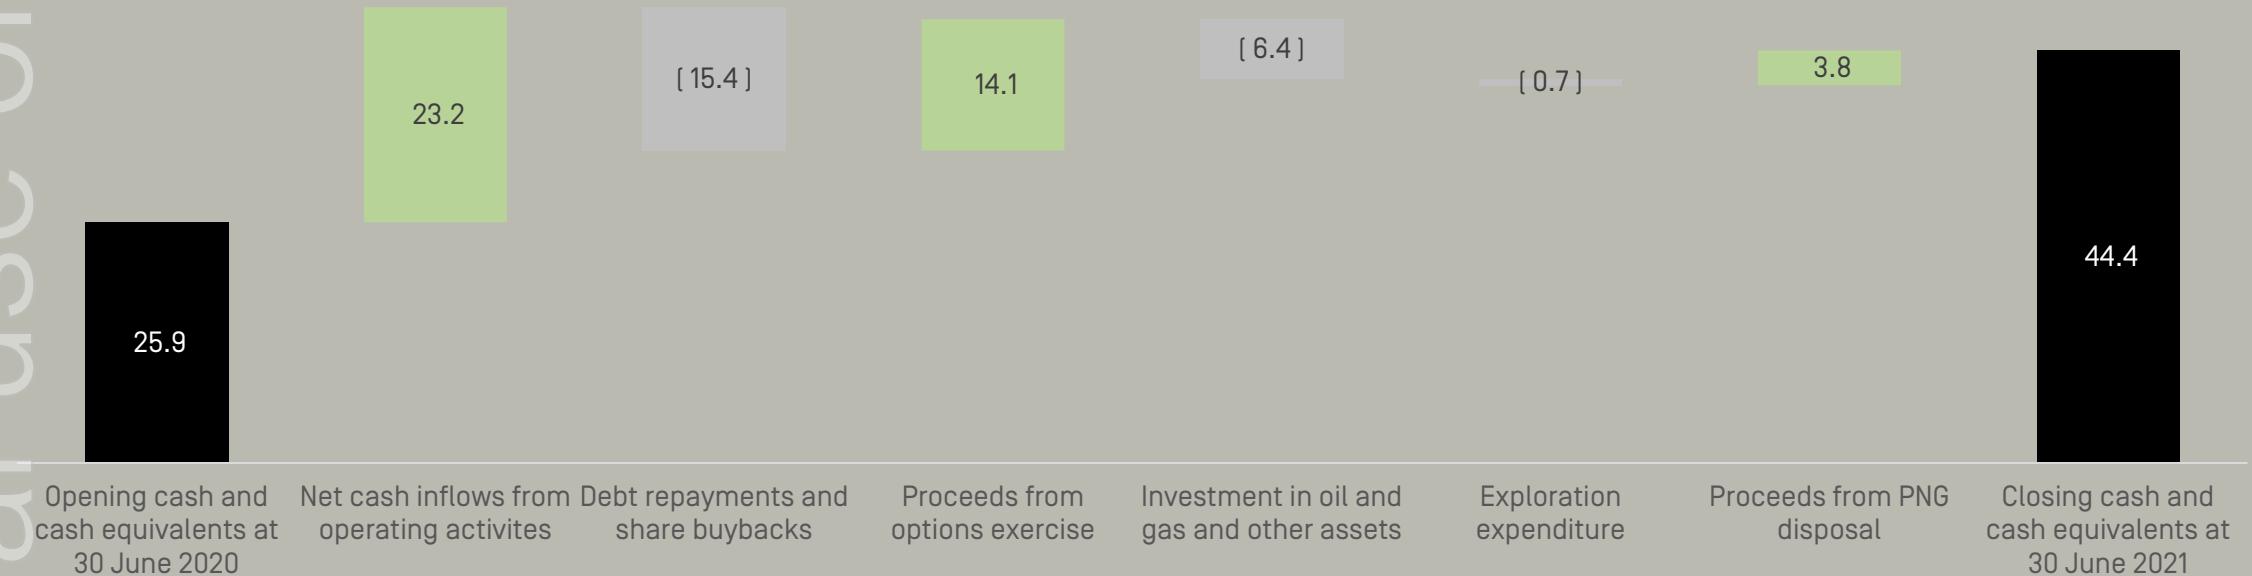 23.2
( 15.4 )
14.1
( 6.4 )
( 0.7 )
3.8
25.9
44.4
Opening cash and
cash equivalents at
30 June 2020
Net cash inflows from
operating activites
Debt repayments and
share buybacks
Proceeds from
options exercise
Investment in oil and
gas and other assets
Exploration
expenditure
Proceeds from PNG
disposal
Closing cash and
cash equivalents at
30 June 2021